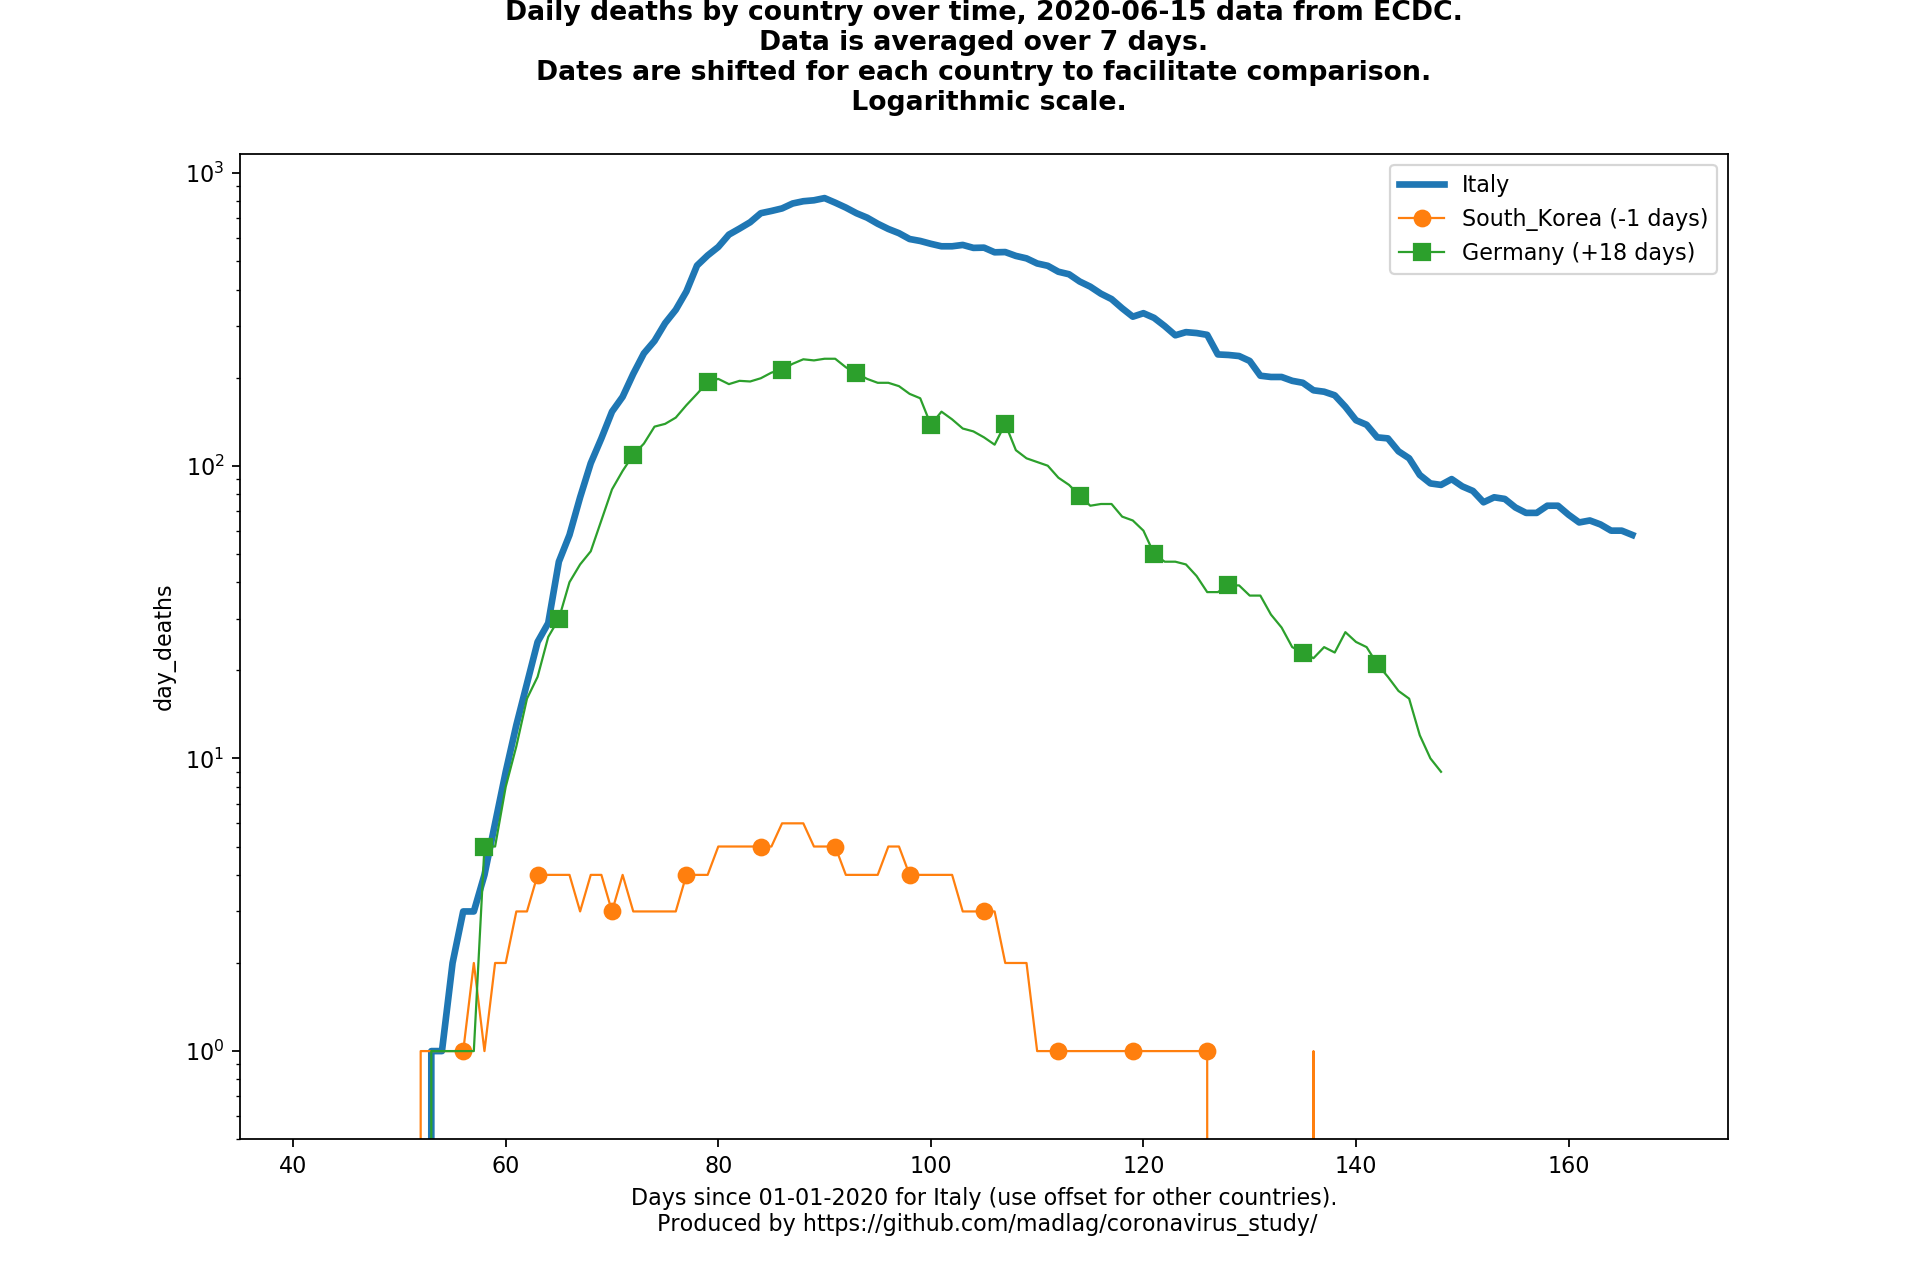 Daily deaths by country over time, 2020-06-15 data from ECDC.
Data is averaged over 7 days.
Dates are shifted for each country to facilitate comparison.
Logarithmic scale.
10³
10²
10¹
10⁰
day_deaths
Italy
South_Korea (-1 days)
Germany (+18 days)
40 60 80 100 120 140 160
Days since 01-01-2020 for Italy (use offset for other countries).
Produced by https://github.com/madlag/coronavirus_study/